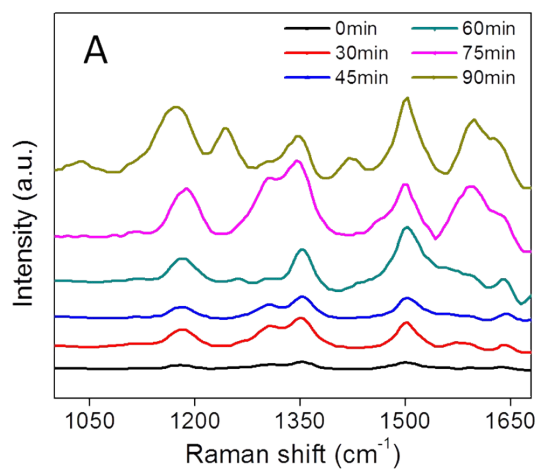 A
0min 60min
30min 75min
45min 90min
Intensity (a.u.)
1050 1200 1350 1500 1650
Raman shift (cm⁻¹)